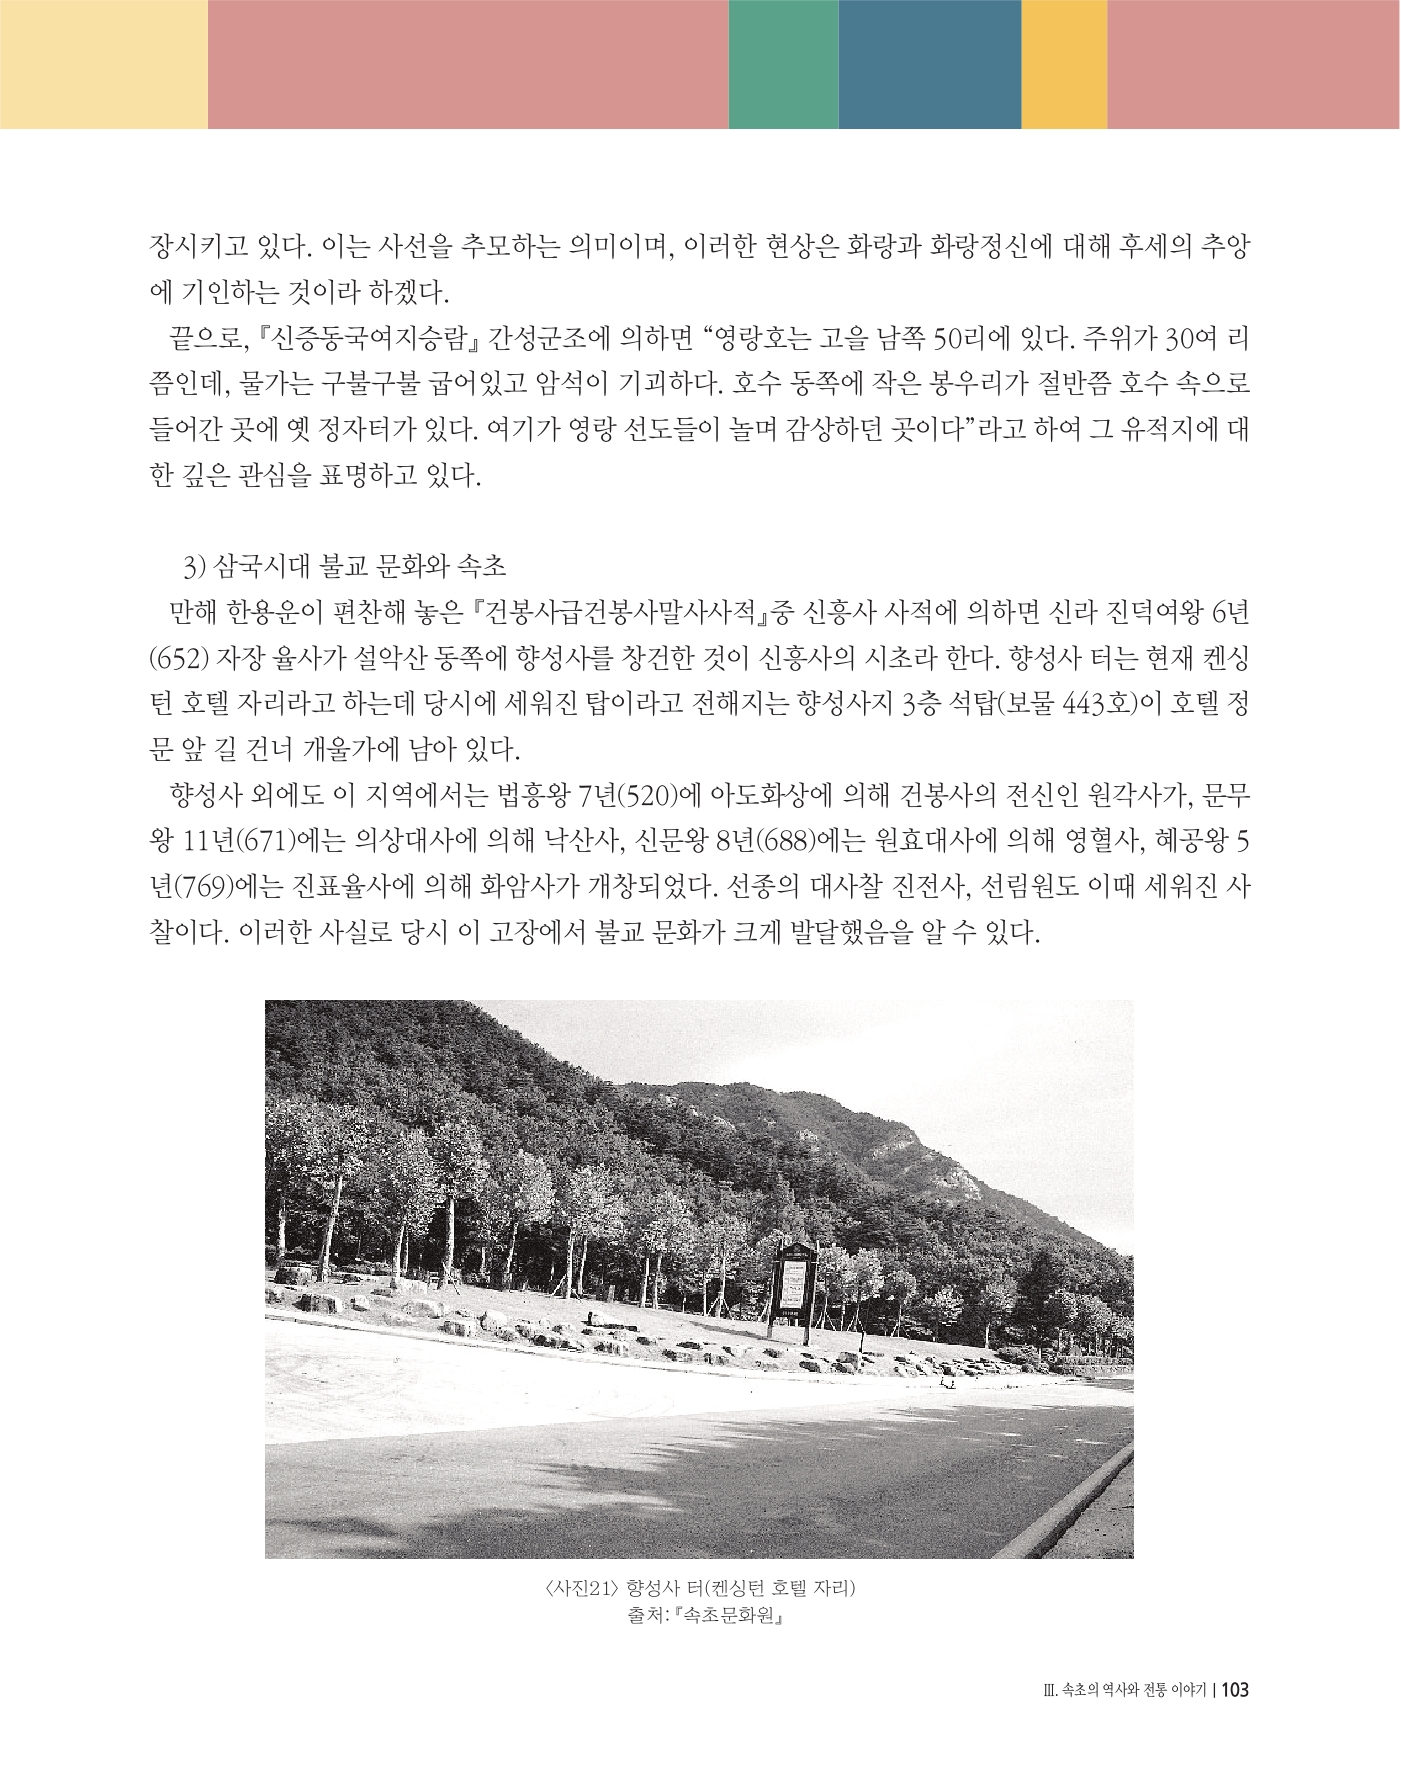 장시키고 있다. 이는 사선을 추모하는 의미이며, 이러한 현상은 화랑과 화랑정신에 대해 후세의 추앙
에 기인하는 것이라 하겠다.
끝으로, 『신증동국여지승람』 간성군조에 의하면 “영랑호는 고을 남쪽 50리에 있다. 주위가 30여 리
쯤인데, 물가는 구불구불 굽어있고 암석이 기괴하다. 호수 동쪽에 작은 봉우리가 절반쯤 호수 속으로
들어간 곳에 옛 정자터가 있다. 여기가 영랑 선도들이 놀며 감상하던 곳이다”라고 하여 그 유적지에 대
한 깊은 관심을 표명하고 있다.
3) 삼국시대 불교 문화와 속초
만해 한용운이 편찬해 놓은 『건봉사급건봉사말사사적』중 신흥사 사적에 의하면 신라 진덕여왕 6년
(652) 자장 율사가 설악산 동쪽에 향성사를 창건한 것이 신흥사의 시초라 한다. 향성사 터는 현재 켄싱
턴 호텔 자리라고 하는데 당시에 세워진 탑이라고 전해지는 향성사지 3층 석탑(보물 443호)이 호텔 정
문 앞 길 건너 개울가에 남아 있다.
향성사 외에도 이 지역에서는 법흥왕 7년(520)에 아도화상에 의해 건봉사의 전신인 원각사가, 문무
왕 11년(671)에는 의상대사에 의해 낙산사, 신문왕 8년(688)에는 원효대사에 의해 영혈사, 혜공왕 5
년(769)에는 진표율사에 의해 화암사가 개창되었다. 선종의 대사찰 진전사, 선림원도 이때 세워진 사
찰이다. 이러한 사실로 당시 이 고장에서 불교 문화가 크게 발달했음을 알 수 있다.
〈사진21〉 향성사 터(켄싱턴 호텔 자리)
출처: 『속초문화원』
Ⅲ. 속초의 역사와 전통 이야기 | 103